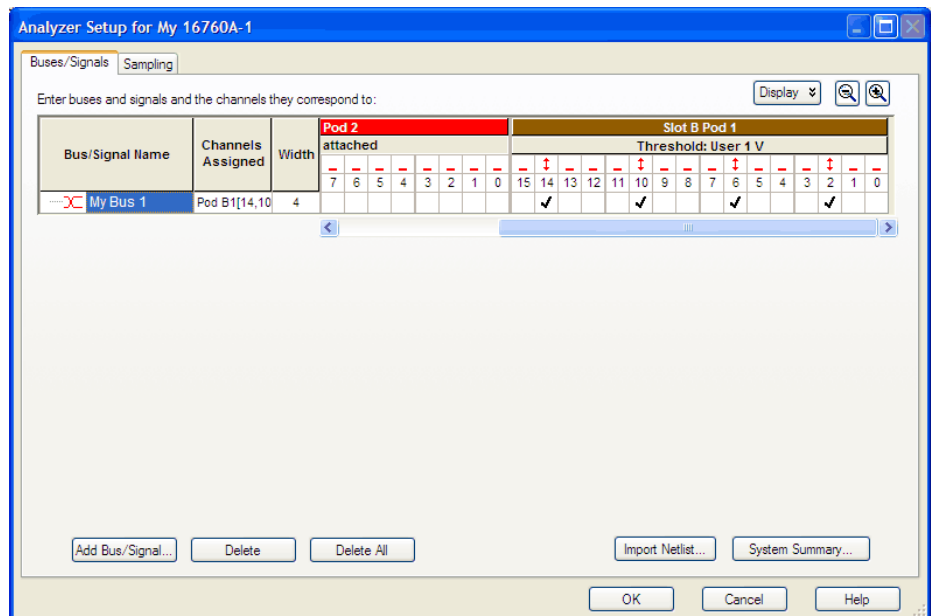 Analyzer Setup for My 16760A-1
Buses/Signals Sampling
Enter buses and signals and the channels they correspond to:
Display
Bus/Signal Name Channels Assigned Width Pod 2 Slot B Pod 1
attached Threshold: User 1 V
7 6 5 4 3 2 1 0 15 14 13 12 11 10 9 8 7 6 5 4 3 2 1 0
My Bus 1 Pod B1[14,10 4
Add Bus/Signal... Delete Delete All Import Netlist... System Summary...
OK Cancel Help